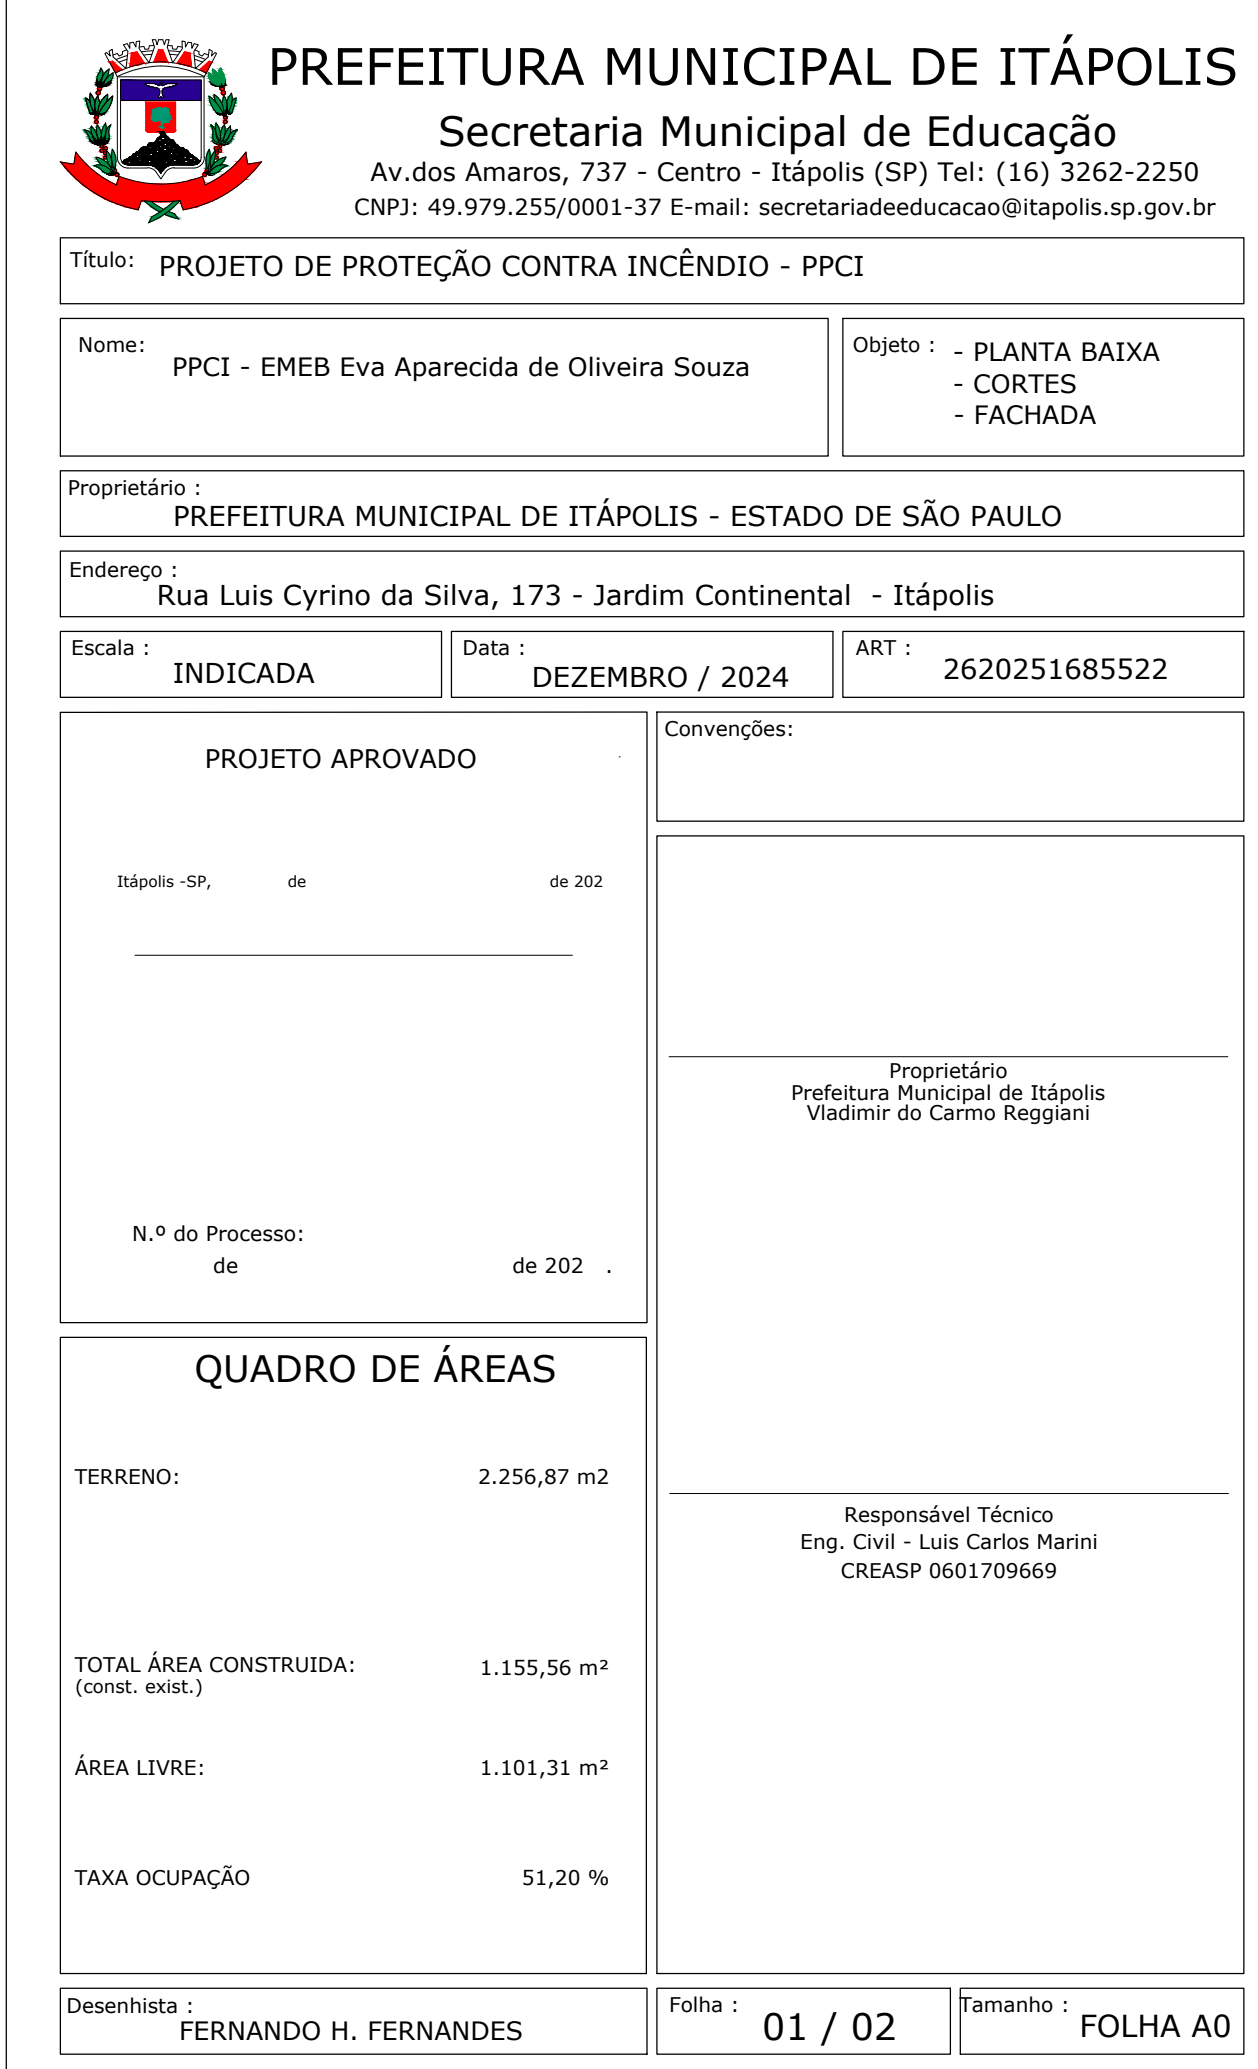 PREFEITURA MUNICIPAL DE ITÁPOLIS
Secretaria Municipal de Educação
Av.dos Amaros, 737 - Centro - Itápolis (SP) Tel: (16) 3262-2250
CNPJ: 49.979.255/0001-37 E-mail: secretariadeeducacao@itapolis.sp.gov.br
Título: PROJETO DE PROTEÇÃO CONTRA INCÊNDIO - PPCI
Nome:
PPCI - EMEB Eva Aparecida de Oliveira Souza
Objeto : - PLANTA BAIXA
- CORTES
- FACHADA
Proprietário :
PREFEITURA MUNICIPAL DE ITÁPOLIS - ESTADO DE SÃO PAULO
Endereço :
Rua Luis Cyrino da Silva, 173 - Jardim Continental - Itápolis
Escala :
INDICADA
Data :
DEZEMBRO / 2024
ART :
2620251685522
PROJETO APROVADO
Itápolis -SP, de de 202
N.º do Processo:
de de 202 .
Convenções:
Proprietário
Prefeitura Municipal de Itápolis
Vladimir do Carmo Reggiani
Responsável Técnico
Eng. Civil - Luis Carlos Marini
CREASP 0601709669
QUADRO DE ÁREAS
TERRENO: 2.256,87 m2
TOTAL ÁREA CONSTRUIDA: 1.155,56 m²
(const. exist.)
ÁREA LIVRE: 1.101,31 m²
TAXA OCUPAÇÃO 51,20 %
Desenhista :
FERNANDO H. FERNANDES
Folha :
01 / 02
Tamanho :
FOLHA A0